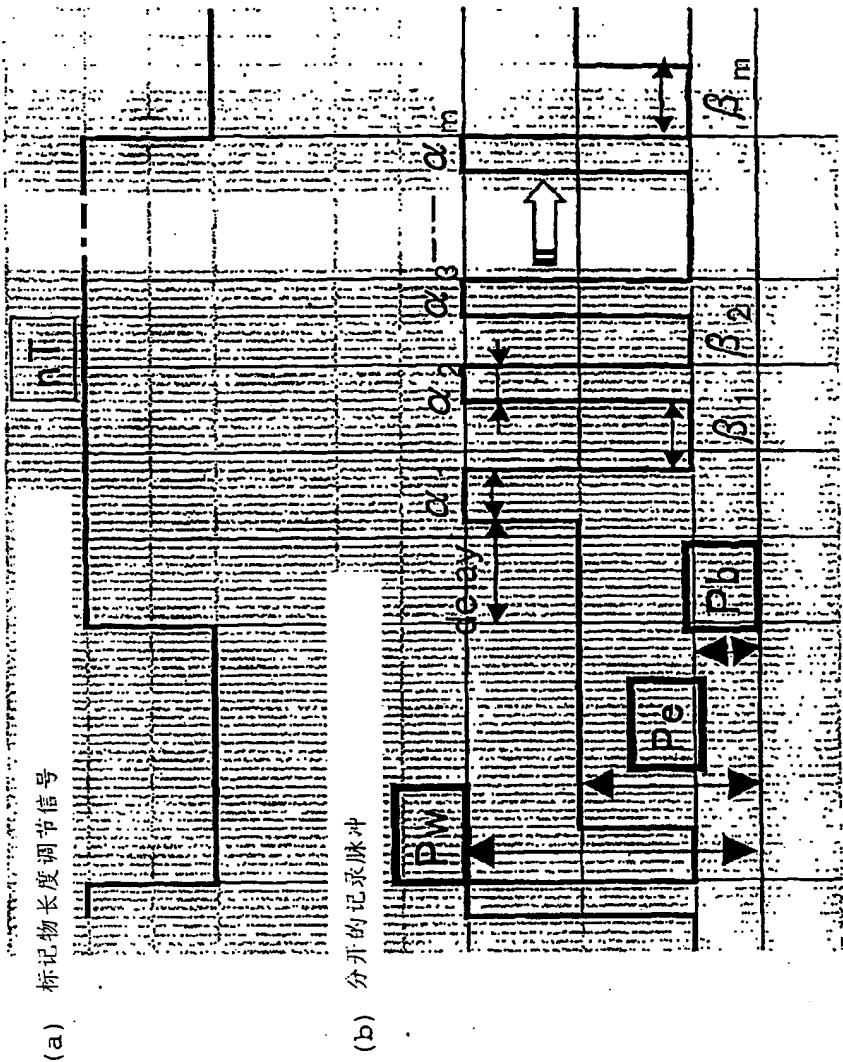 (a) 标记物长度调节信号
nT
(b) 分开的记录脉冲
PW
Pe
Pb
delay
α1
α2
α3
αm
β1
β2
βm